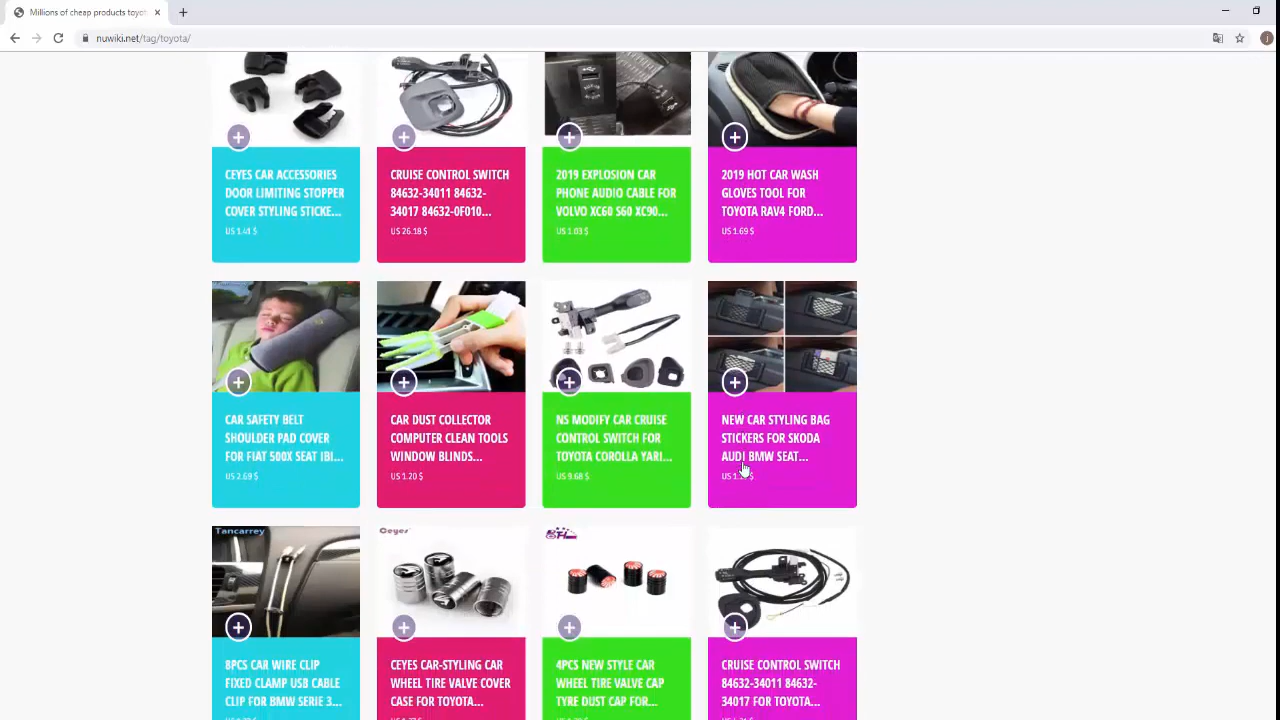 Millions of cheap products toyot
nuwiki.net/tag/toyota/
j
CEYES CAR ACCESSORIES
DOOR LIMITING STOPPER
COVER STYLING STICKE...
US 1.41 $
CRUISE CONTROL SWITCH
84632-34011 84632-
34017 84632-0F010...
US 26.18 $
2019 EXPLOSION CAR
PHONE AUDIO CABLE FOR
VOLVO XC60 S60 XC90...
US 1.03 $
2019 HOT CAR WASH
GLOVES TOOL FOR
TOYOTA RAV4 FORD...
US 1.69 $
CAR SAFETY BELT
SHOULDER PAD COVER
FOR FIAT 500X SEAT IBI...
US 2.69 $
CAR DUST COLLECTOR
COMPUTER CLEAN TOOLS
WINDOW BLINDS...
US 1.20 $
NS MODIFY CAR CRUISE
CONTROL SWITCH FOR
TOYOTA COROLLA YARI...
US 9.68 $
NEW CAR STYLING BAG
STICKERS FOR SKODA
AUDI BMW SEAT...
US
Tancarrey
8PCS CAR WIRE CLIP
FIXED CLAMP USB CABLE
CLIP FOR BMW SERIE 3...
Ceyes
CEYES CAR-STYLING CAR
WHEEL TIRE VALVE COVER
CASE FOR TOYOTA...
4PCS NEW STYLE CAR
WHEEL TIRE VALVE CAP
TYRE DUST CAP FOR...
CRUISE CONTROL SWITCH
84632-34011 84632-
34017 FOR TOYOTA...